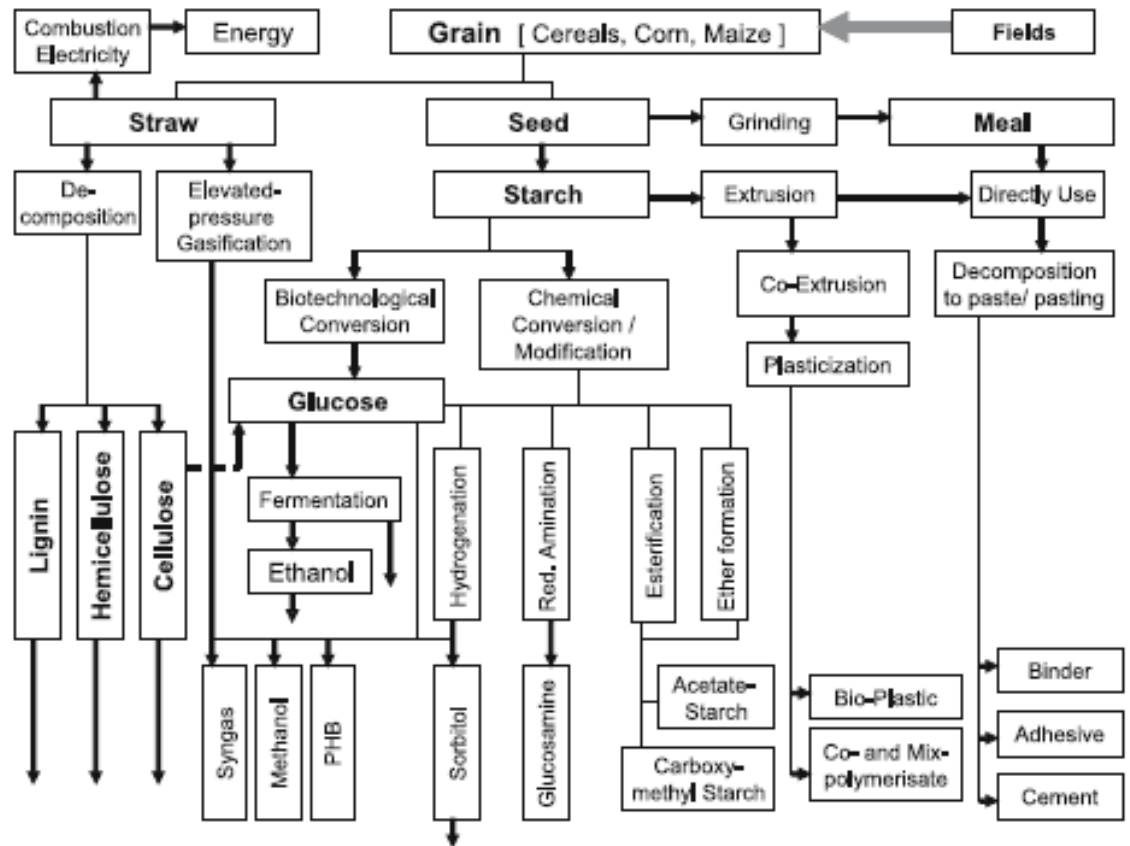 Combustion
Electricity
Energy
Grain [ Cereals, Corn, Maize ]
Fields
Straw
Seed
Grinding
Meal
De-
composition
Elevated-
pressure
Gasification
Starch
Extrusion
Directly Use
Biotechnological
Conversion
Chemical
Conversion /
Modification
Co-Extrusion
Decomposition
to paste/ pasting
Plasticization
Glucose
Lignin
Hemicellulose
Cellulose
Fermentation
Ethanol
Hydrogenation
Red. Amination
Esterification
Ether formation
Syngas
Methanol
PHB
Sorbitol
Glucosamine
Acetate-
Starch
Carboxy-
methyl Starch
Bio-Plastic
Co- and Mix-
polymerisate
Binder
Adhesive
Cement